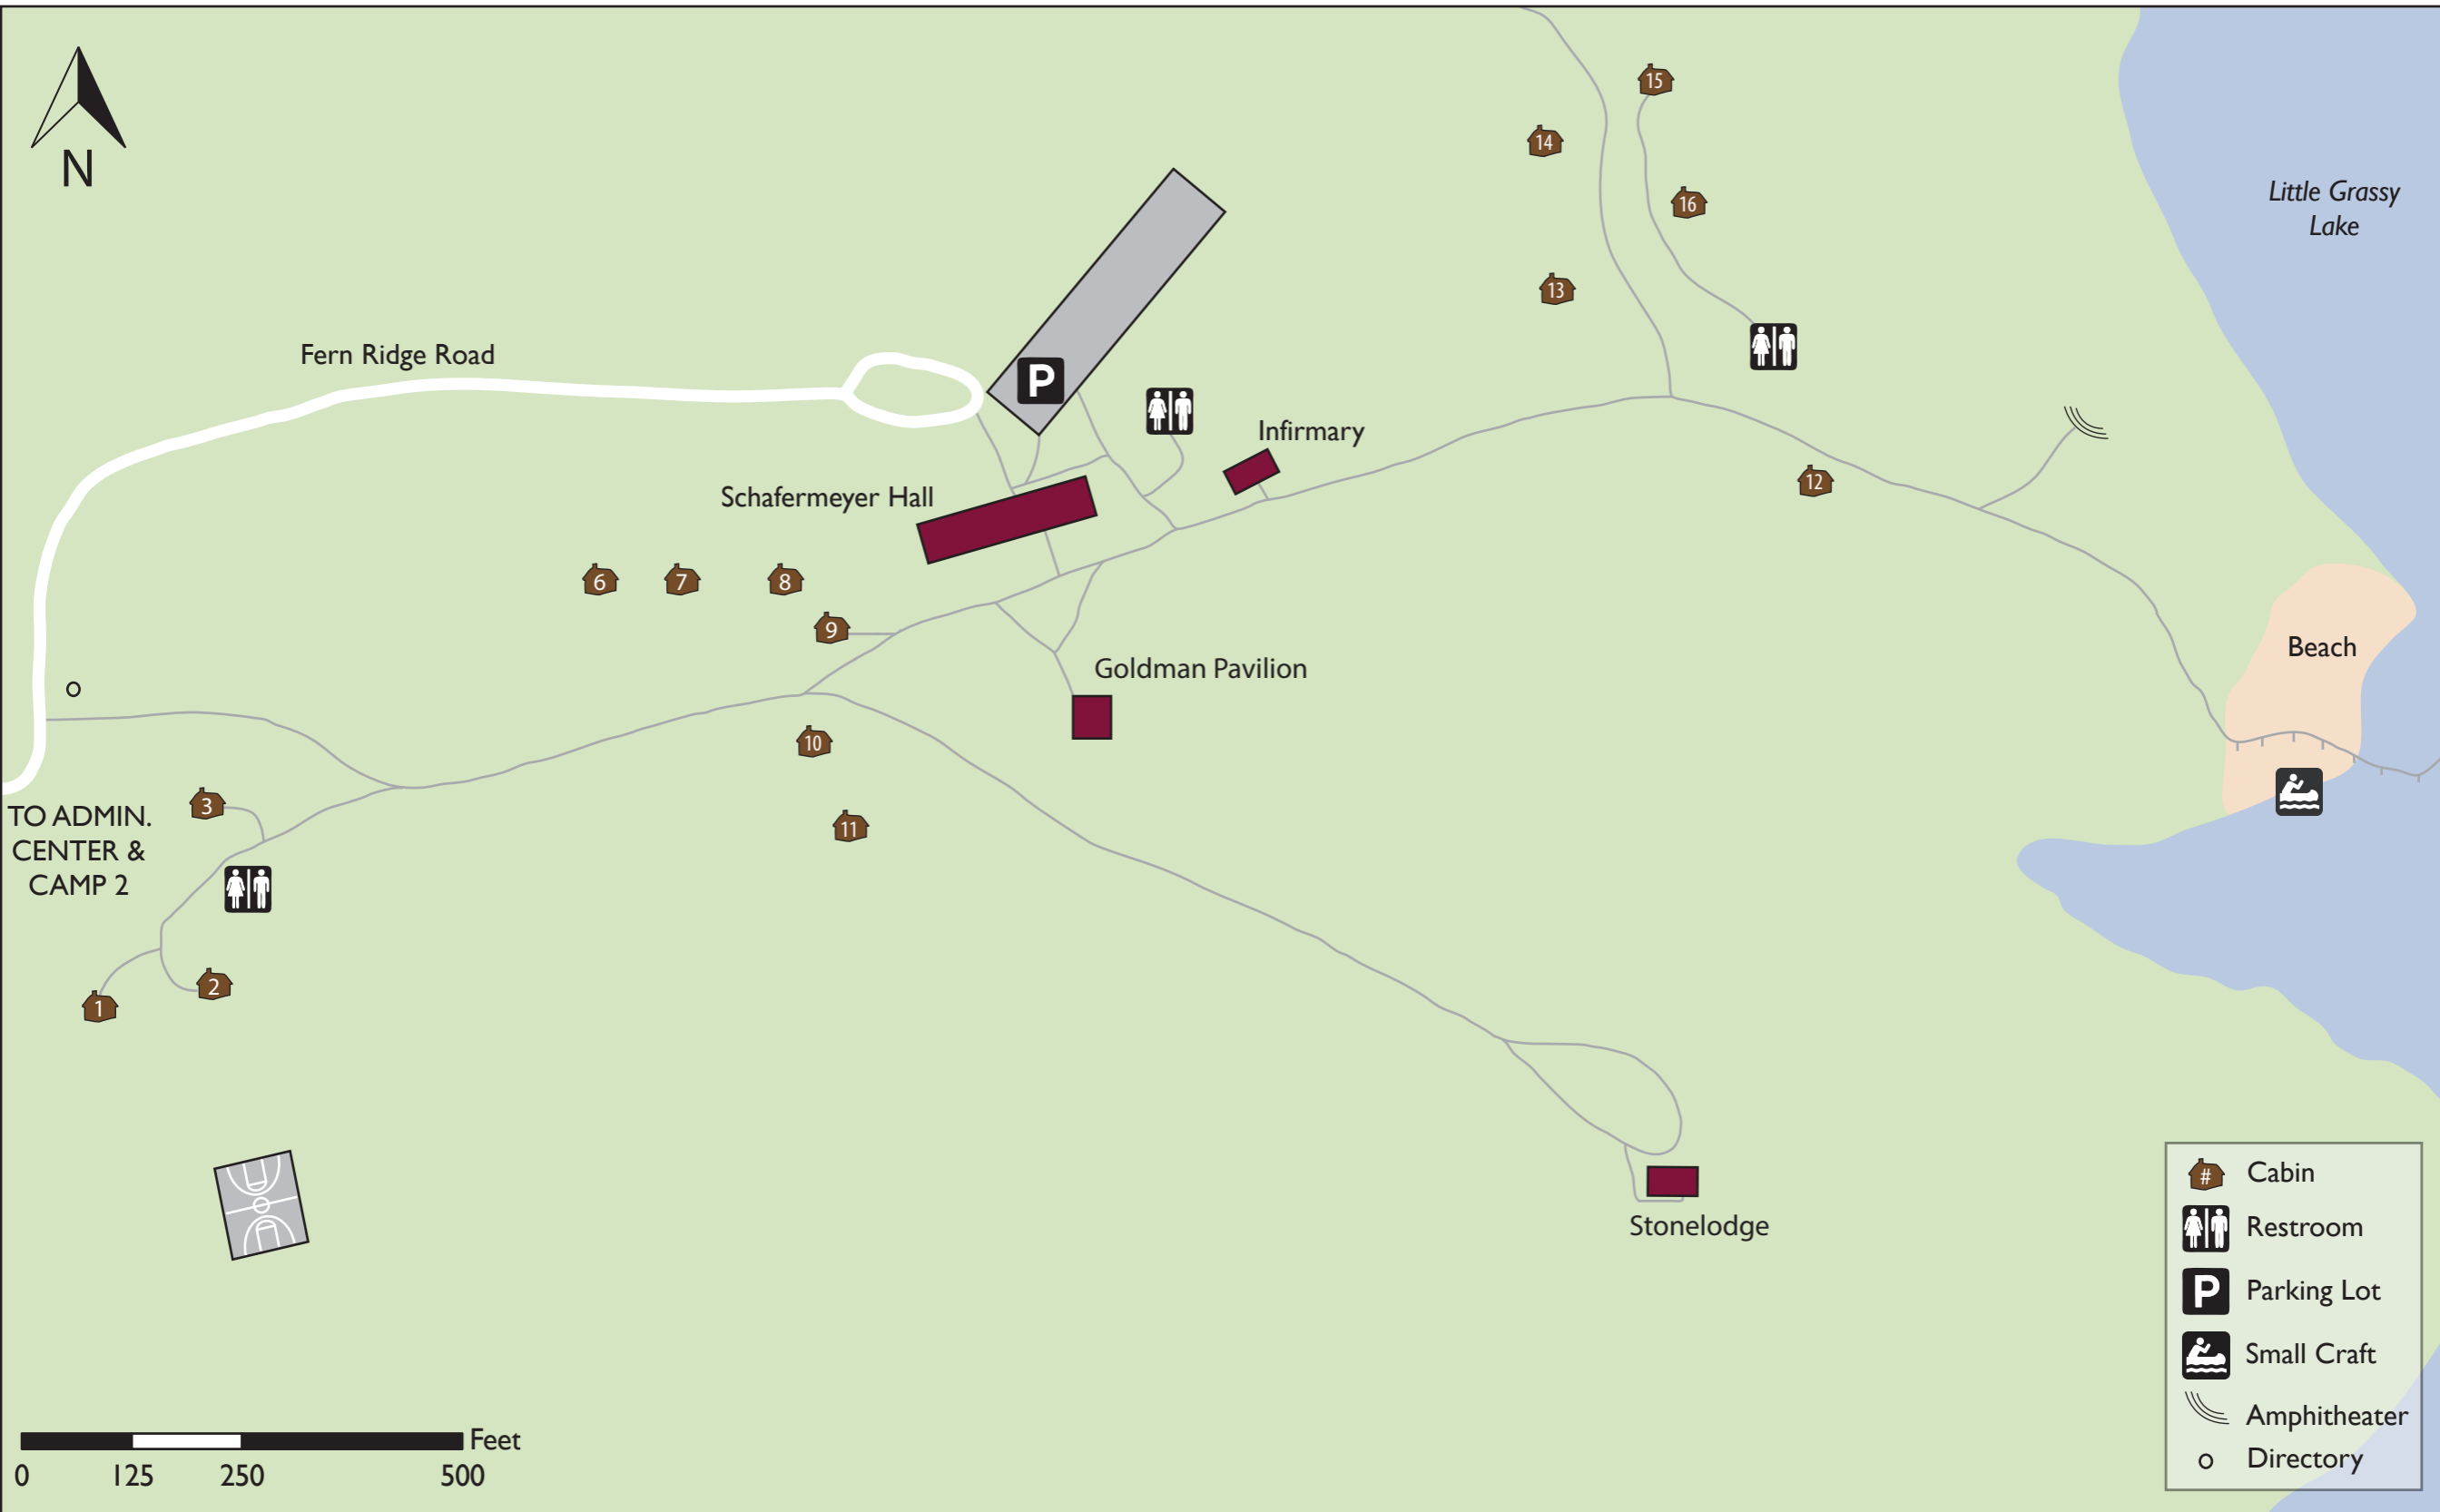 N
15
14
16
Little Grassy
Lake
13
Fern Ridge Road
P
Infirmary
12
Schafermeyer Hall
6
7
8
9
Beach
Goldman Pavilion
10
3
11
TO ADMIN.
CENTER &
CAMP 2
2
1
Stonelodge
# Cabin
Restroom
P Parking Lot
Small Craft
Amphitheater
Directory
Feet
0 125 250 500